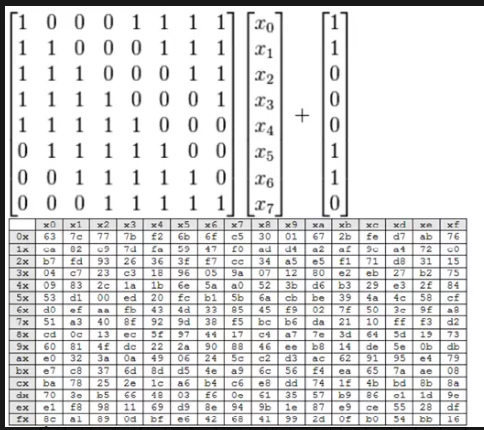 1 0 0 0 1 1 1 1 x0 1
1 1 0 0 0 1 1 1 x1 1
1 1 1 0 0 0 1 1 x2 0
1 1 1 1 0 0 0 1 x3 0
1 1 1 1 1 0 0 0 x4 + 0
0 1 1 1 1 1 0 0 x5 1
0 0 1 1 1 1 1 0 x6 1
0 0 0 1 1 1 1 1 x7 0
x0 x1 x2 x3 x4 x5 x6 x7 x8 x9 xa xb xc xd xe xf
0x 63 7c 77 7b f2 6b 6f c5 30 01 67 2b fe d7 ab 76
1x ca 82 c9 7d fa 59 47 f0 ad d4 a2 af 9c a4 72 c0
2x b7 fd 93 26 36 3f f7 cc 34 a5 e5 f1 71 d8 31 15
3x 04 c7 23 c3 18 96 05 9a 07 12 80 e2 eb 27 b2 75
4x 09 83 2c 1a 1b 6e 5a a0 52 3b d6 b3 29 e3 2f 84
5x 53 d1 00 ed 20 fc b1 5b 6a cb be 39 4a 4c 58 cf
6x d0 ef aa fb 43 4d 33 85 45 f9 02 7f 50 3c 9f a8
7x 51 a3 40 8f 92 9d 38 f5 bc b6 da 21 10 ff f3 d2
8x cd 0c 13 ec 5f 97 44 17 c4 a7 7e 3d 64 5d 19 73
9x 60 81 4f dc 22 2a 90 88 46 ee b8 14 de 5e 0b db
ax e0 32 3a 0a 49 06 24 5c c2 d3 ac 62 91 95 e4 79
bx e7 c8 37 6d 8d d5 4e a9 6c 56 f4 ea 65 7a ae 08
cx ba 78 25 2e 1c a6 b4 c6 e8 dd 74 1f 4b bd 8b 8a
dx 70 3e b5 66 48 03 f6 0e 61 35 57 b9 86 c1 1d 9e
ex e1 f8 98 11 69 d9 8e 94 9b 1e 87 e9 ce 55 28 df
fx 8c a1 89 0d bf e6 42 68 41 99 2d 0f b0 54 bb 16